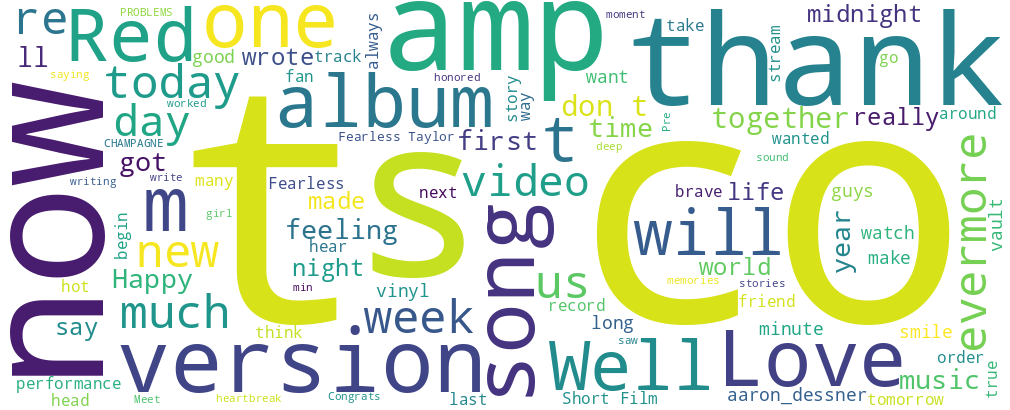 re
PROBLEMS
Red
one
always
amp
moment
take
midnight
ll
good
wrote
track
thank
stream
go
saying
today
fan
honored
story
way
want
now
worked
album
don t
day
CHAMPAGNE
Fearless Taylor
first
t
time
Pre
together
really
around
deep
wanted
evermore
got
writing
write
many
ts
Fearless
next
video
co
sound
brave
life
guys
m
made
girl
song
will
year
vault
begin
new
feeling
hear
watch
make
Happy
night
us
world
memories
stories
hot
min
vinyl
record
friend
say
much
week
think
long
saw
minute
smile
version
Well
Love
order
performance
music
true
head
Meet
heartbreak
Congrats
last
Short Film
aaron_dessner
tomorrow